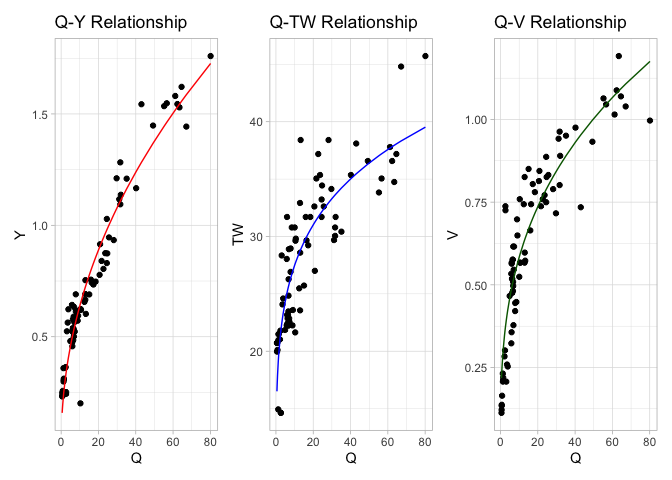 Q-Y Relationship
Y
1.5
1.0
0.5
0 20 40 60 80
Q
Q-TW Relationship
TW
40
30
20
0 20 40 60 80
Q
Q-V Relationship
V
1.00
0.75
0.50
0.25
0 20 40 60 80
Q